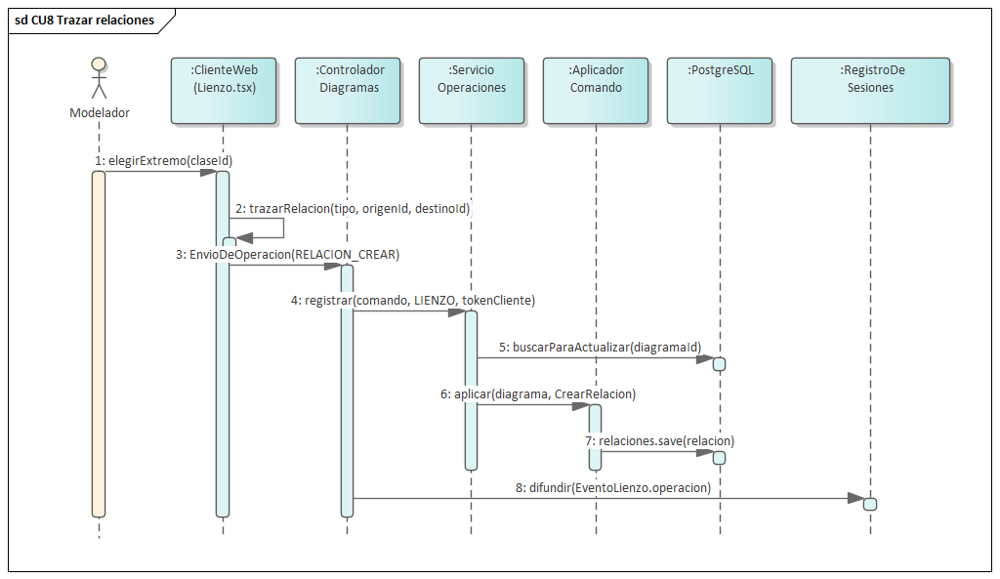 sd CU8 Trazar relaciones
Modelador
:ClienteWeb
(Lienzo.tsx)
:Controlador
Diagramas
:Servicio
Operaciones
:Aplicador
Comando
:PostgreSQL
:RegistroDe
Sesiones
1: elegirExtremo(claseId)
2: trazarRelacion(tipo, origenId, destinoId)
3: EnvioDeOperacion(RELACION_CREAR)
4: registrar(comando, LIENZO, tokenCliente)
5: buscarParaActualizar(diagramaId)
6: aplicar(diagrama, CrearRelacion)
7: relaciones.save(relacion)
8: difundir(EventoLienzo.operacion)